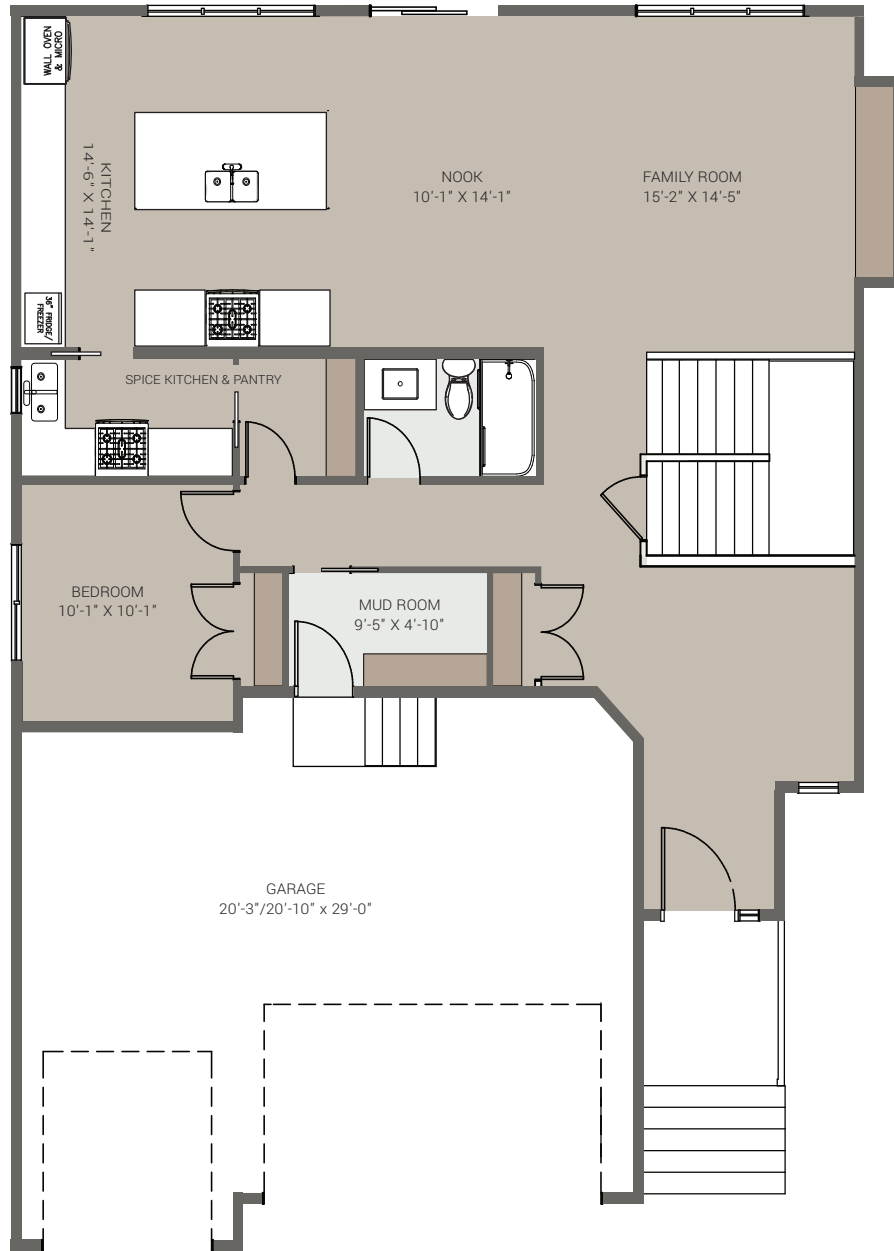 WALL OVEN
& MICRO
KITCHEN
14'-6" X 14'-1"
NOOK
10'-1" X 14'-1"
FAMILY ROOM
15'-2" X 14'-5"
36" FRIDGE/
FREEZER
SPICE KITCHEN & PANTRY
BEDROOM
10'-1" X 10'-1"
MUD ROOM
9'-5" X 4'-10"
GARAGE
20'-3"/20'-10" x 29'-0"